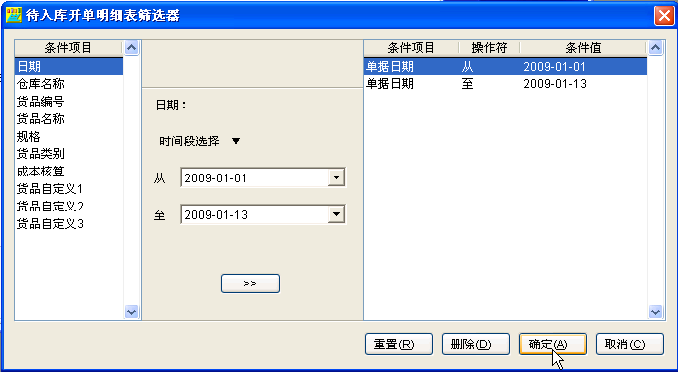 待入库开单明细表筛选器
条件项目
日期
仓库名称
货品编号
货品名称
规格
货品类别
成本核算
货品自定义1
货品自定义2
货品自定义3
日期：
时间段选择 ▼
从 2009-01-01
至 2009-01-13
>>
条件项目 操作符 条件值
单据日期 从 2009-01-01
单据日期 至 2009-01-13
重置(R) 删除(D) 确定(A) 取消(C)